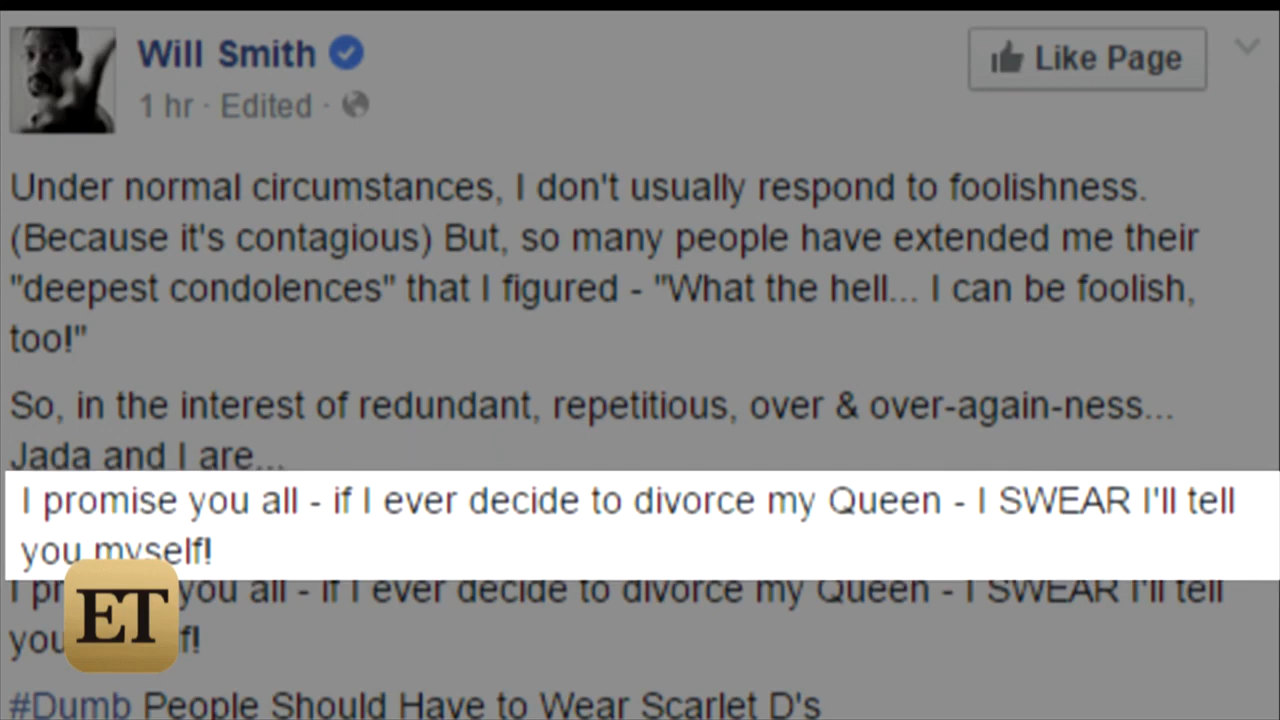 Will Smith
Like Page
1 hr · Edited ·
Under normal circumstances, I don't usually respond to foolishness.
(Because it's contagious) But, so many people have extended me their
"deepest condolences" that I figured - "What the hell... I can be foolish,
too!"
So, in the interest of redundant, repetitious, over & over-again-ness...
Jada and I are...
I promise you all - if I ever decide to divorce my Queen - I SWEAR I'll tell
you myself!
I you all - if I ever decide to divorce my Queen - I SWEAR I'll tell
ET
#Dumb People Should Have to Wear Scarlet D's